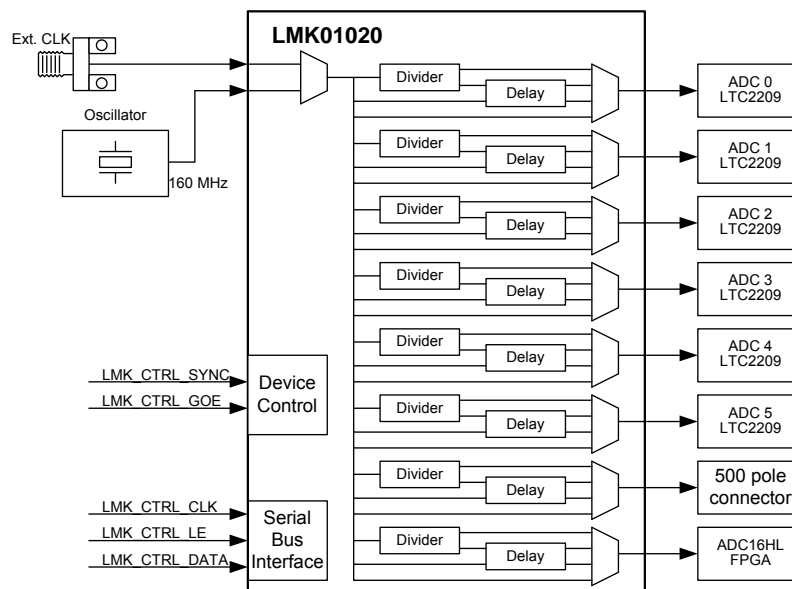 LMK01020
Ext. CLK
Oscillator
160 MHz
Divider
Delay
ADC 0
LTC2209
Divider
Delay
ADC 1
LTC2209
Divider
Delay
ADC 2
LTC2209
Divider
Delay
ADC 3
LTC2209
Divider
Delay
ADC 4
LTC2209
Divider
Delay
ADC 5
LTC2209
Divider
Delay
500 pole
connector
Divider
Delay
ADC16HL
FPGA
LMK_CTRL_SYNC
LMK_CTRL_GOE
Device
Control
LMK_CTRL_CLK
LMK_CTRL_LE
LMK_CTRL_DATA
Serial
Bus
Interface